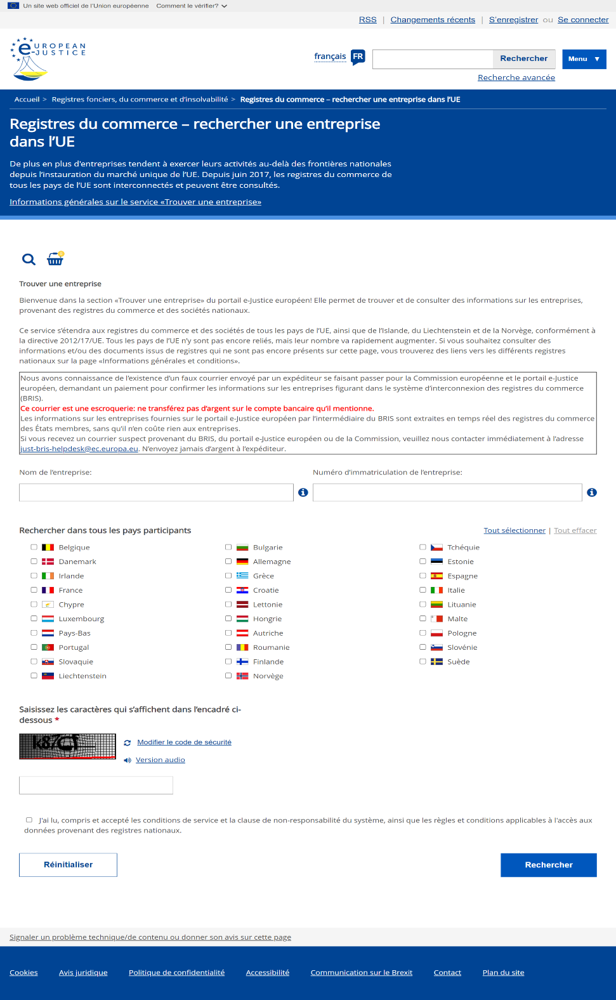 Un site web officiel de l'Union européenne Comment le vérifier?
RSS | Changements récents | S'enregistrer ou Se connecter
EUROPEAN
-JUSTICE
français FR Rechercher Menu ▼
Recherche avancée
Accueil > Registres fonciers, du commerce et d'insolvabilité > Registres du commerce – rechercher une entreprise dans l'UE
Registres du commerce – rechercher une entreprise
dans l'UE
De plus en plus d'entreprises tendent à exercer leurs activités au-delà des frontières nationales
depuis l'instauration du marché unique de l'UE. Depuis juin 2017, les registres du commerce de
tous les pays de l'UE sont interconnectés et peuvent être consultés.
Informations générales sur le service «Trouver une entreprise»
Trouver une entreprise
Bienvenue dans la section «Trouver une entreprise» du portail e-Justice européen! Elle permet de trouver et de consulter des informations sur les entreprises,
provenant des registres du commerce et des sociétés nationaux.
Ce service s'étendra aux registres du commerce et des sociétés de tous les pays de l'UE, ainsi que de l'Islande, du Liechtenstein et de la Norvège, conformément à
la directive 2012/17/UE. Tous les pays de l'UE n'y sont pas encore reliés, mais leur nombre va rapidement augmenter. Si vous souhaitez consulter des
informations et/ou des documents issus de registres qui ne sont pas encore présents sur cette page, vous trouverez des liens vers les différents registres
nationaux sur la page «Informations générales et conditions».
Nous avons connaissance de l'existence d'un faux courrier envoyé par un expéditeur se faisant passer pour la Commission européenne et le portail e-Justice
européen, demandant un paiement pour confirmer les informations sur les entreprises figurant dans le système d'interconnexion des registres du commerce
(BRIS).
Ce courrier est une escroquerie: ne transférez pas d'argent sur le compte bancaire qu'il mentionne.
Les informations sur les entreprises fournies sur le portail e-Justice européen par l'intermédiaire du BRIS sont extraites en temps réel des registres du commerce
des États membres, sans qu'il n'en coûte rien aux entreprises.
Si vous recevez un courrier suspect provenant du BRIS, du portail e-Justice européen ou de la Commission, veuillez nous contacter immédiatement à l'adresse
just-bris-helpdesk@ec.europa.eu. N'envoyez jamais d'argent à l'expéditeur.
Nom de l'entreprise: Numéro d'immatriculation de l'entreprise:
Rechercher dans tous les pays participants Tout sélectionner | Tout effacer
Belgique Bulgarie Tchéquie
Danemark Allemagne Estonie
Irlande Grèce Espagne
France Croatie Italie
Chypre Lettonie Lituanie
Luxembourg Hongrie Malte
Pays-Bas Autriche Pologne
Portugal Roumanie Slovénie
Slovaquie Finlande Suède
Liechtenstein Norvège
Saisissez les caractères qui s'affichent dans l'encadré ci-
dessous *
Modifier le code de sécurité
Version audio
J'ai lu, compris et accepté les conditions de service et la clause de non-responsabilité du système, ainsi que les règles et conditions applicables à l'accès aux
données provenant des registres nationaux.
Réinitialiser Rechercher
Signaler un problème technique/de contenu ou donner son avis sur cette page
Cookies Avis juridique Politique de confidentialité Accessibilité Communication sur le Brexit Contact Plan du site